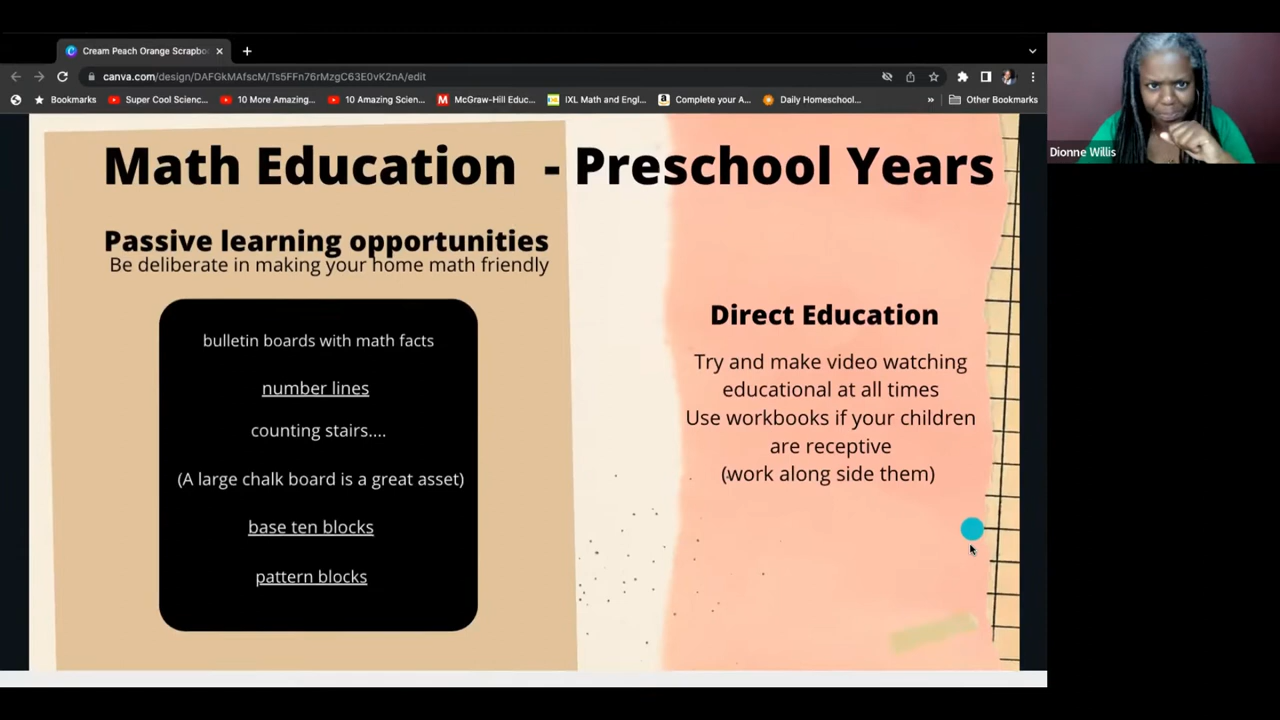 Cream Peach Orange Scrapbo
canva.com/design/DAFGkMAfscM/Ts5FFn76rMzgC63E0vK2nA/edit
Bookmarks
Super Cool Scienc...
10 More Amazing...
10 Amazing Scien...
McGraw-Hill Educ...
IXL Math and Engl...
Complete your A...
Daily Homeschool...
»
Other Bookmarks
Dionne Willis
Math Education - Preschool Years
Passive learning opportunities
Be deliberate in making your home math friendly
bulletin boards with math facts
number lines
counting stairs....
(A large chalk board is a great asset)
base ten blocks
pattern blocks
Direct Education
Try and make video watching
educational at all times
Use workbooks if your children
are receptive
(work along side them)